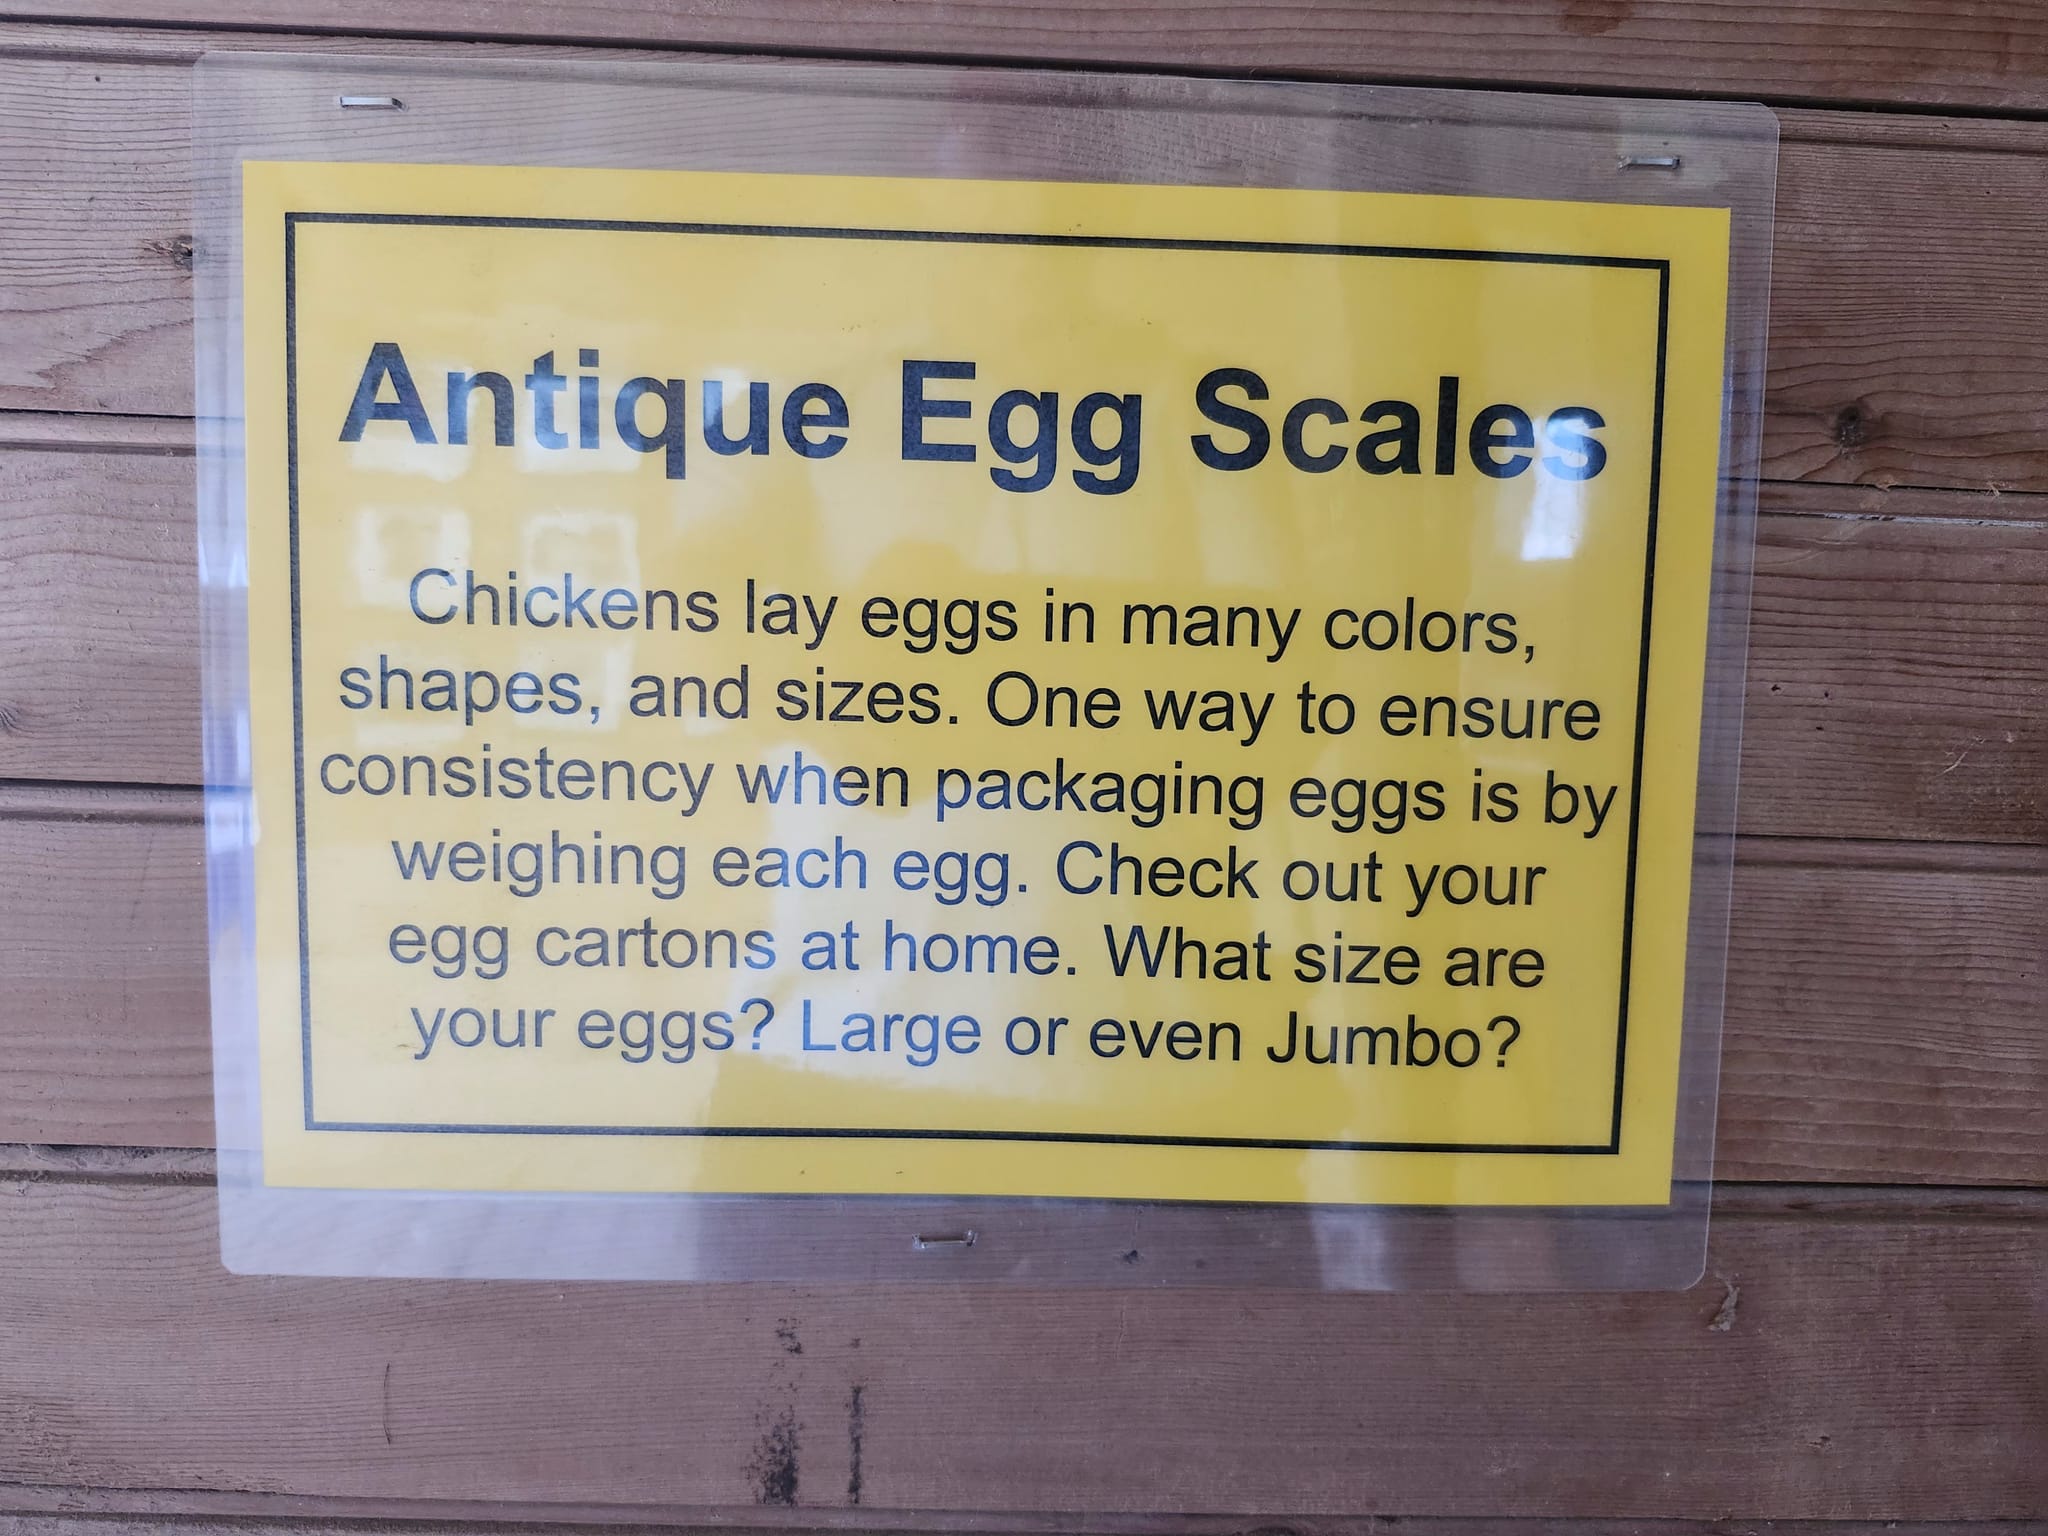 Antique Egg Scales
Chickens lay eggs in many colors,
shapes, and sizes. One way to ensure
consistency when packaging eggs is by
weighing each egg. Check out your
egg cartons at home. What size are
your eggs? Large or even Jumbo?